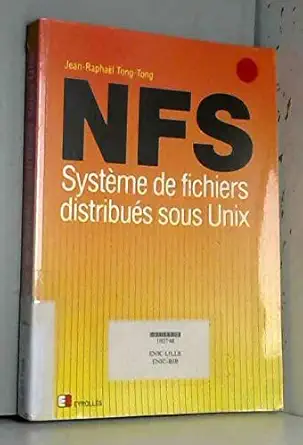 Jean-Raphaël Tong-Tong
NFS
Système de fichiers
distribués sous Unix
ENIC-LILLE
ENIC-BIB
EYROLLES